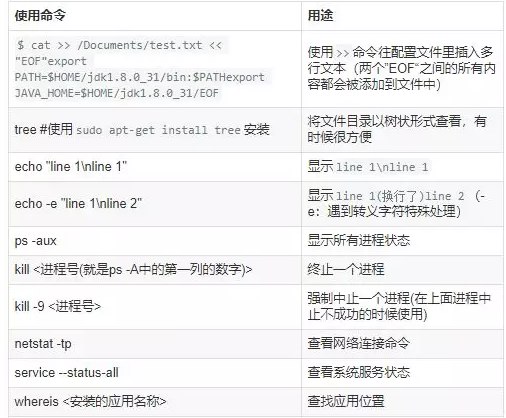 使用命令 用途
$ cat >> /Documents/test.txt <<
"EOF"export
PATH=$HOME/jdk1.8.0_31/bin:$PATHexport
JAVA_HOME=$HOME/jdk1.8.0_31/EOF
使用 >> 命令往配置文件里插入多
行文本（两个"EOF"之间的所有内
容都会被添加到文件中）
tree #使用 sudo apt-get install tree 安装
将文件目录以树状形式查看，有
时候很方便
echo "line 1\nline 1" 显示 line 1\nline 1
echo -e "line 1\nline 2"
显示 line 1(换行了)line 2 （-
e：遇到转义字符特殊处理）
ps -aux 显示所有进程状态
kill <进程号(就是ps -A中的第一列的数字)> 终止一个进程
kill -9 <进程号>
强制中止一个进程(在上面进程中
止不成功的时候使用)
netstat -tp 查看网络连接命令
service --status-all 查看系统服务状态
whereis <安装的应用名称> 查找应用位置